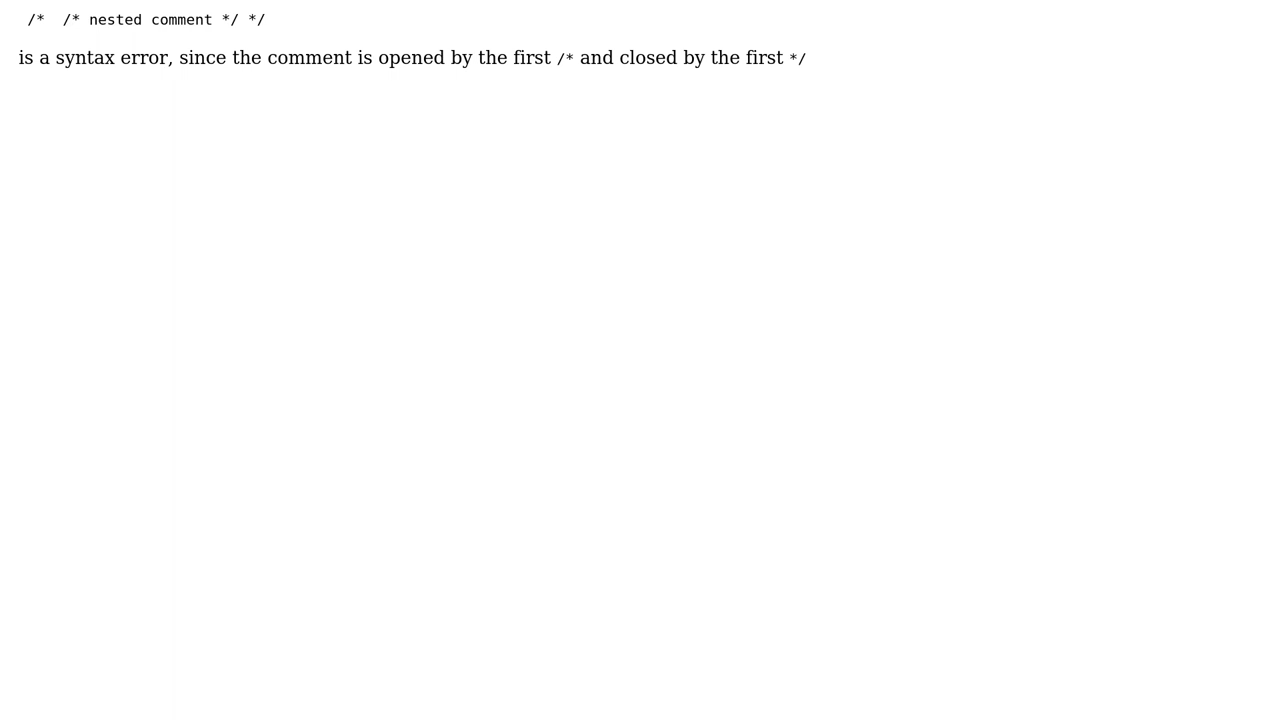 /*  /* nested comment */ */
is a syntax error, since the comment is opened by the first /* and closed by the first */